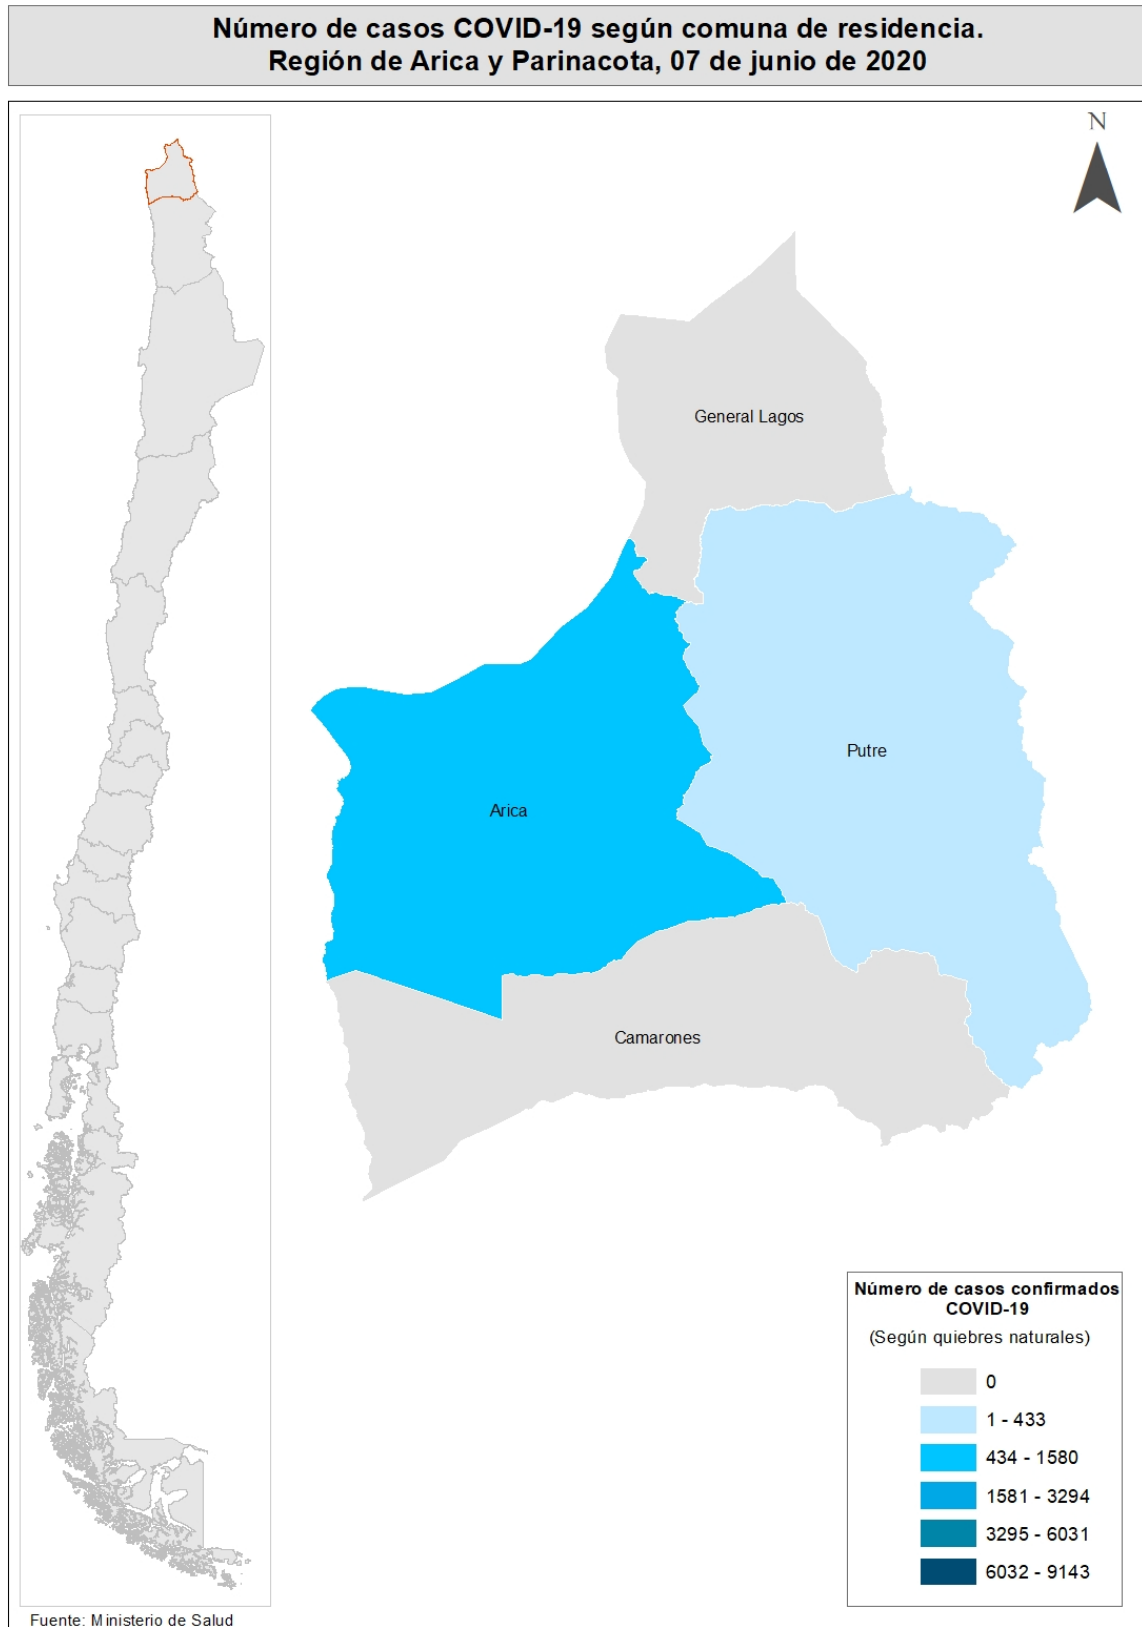 Número de casos COVID-19 según comuna de residencia.
Región de Arica y Parinacota, 07 de junio de 2020
N
General Lagos
Putre
Arica
Camarones
Número de casos confirmados
COVID-19
(Según quiebres naturales)
0
1 - 433
434 - 1580
1581 - 3294
3295 - 6031
6032 - 9143
Fuente: Ministerio de Salud